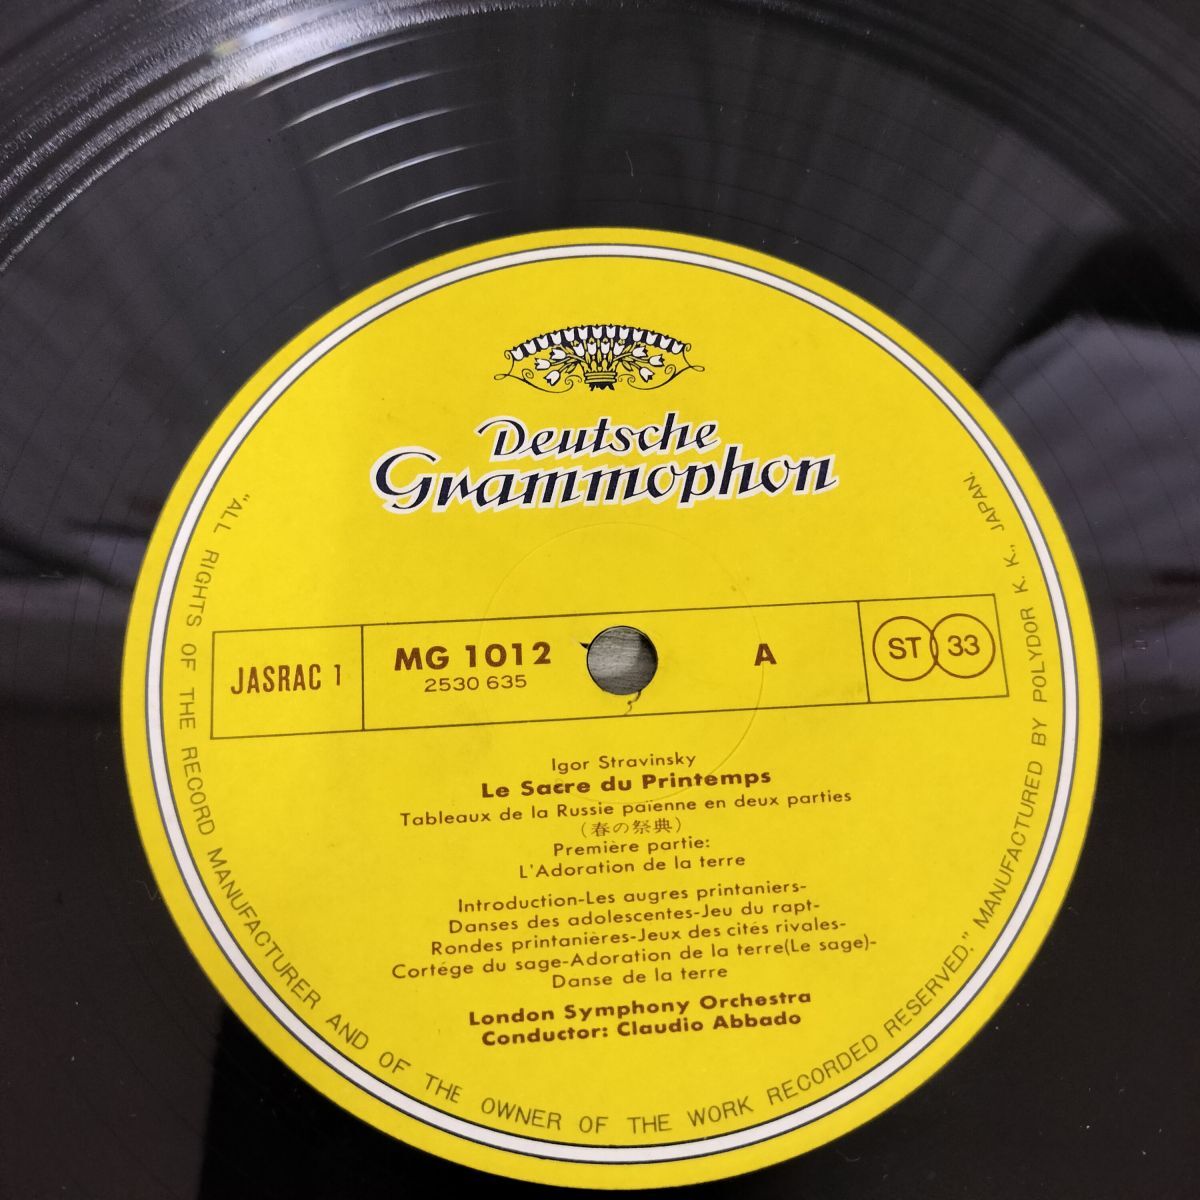 Deutsche
Grammophon
JASRAC 1
MG 1012
2530 635
A
ST 33
Igor Stravinsky
Le Sacre du Printemps
Tableaux de la Russie païenne en deux parties
(春の祭典)
Première partie:
L'Adoration de la terre
Introduction-Les augres printaniers-
Danses des adolescentes-Jeu du rapt-
Rondes printanières-Jeux des cités rivales-
Cortége du sage-Adoration de la terre(Le sage)-
Danse de la terre
London Symphony Orchestra
Conductor: Claudio Abbado
"ALL RIGHTS OF THE RECORD MANUFACTURER AND OF THE OWNER OF THE WORK RECORDED RESERVED." MANUFACTURED BY POLYDOR K. K., JAPAN.